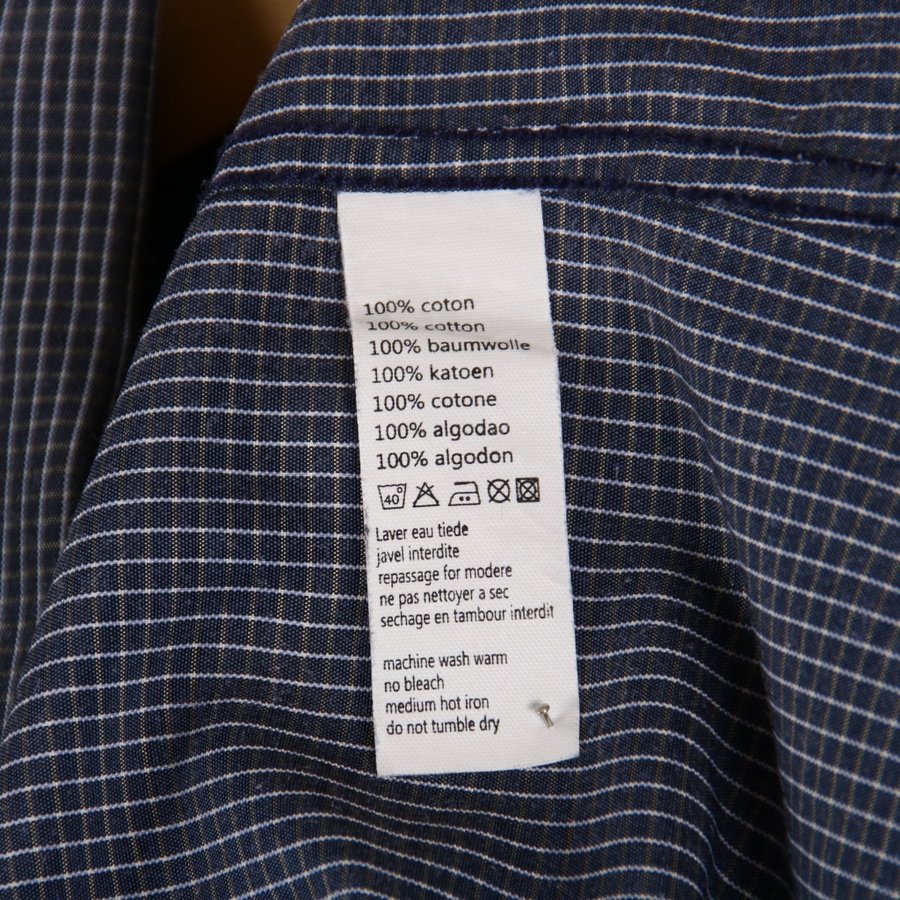 100% coton
100% cotton
100% baumwolle
100% katoen
100% cotone
100% algodao
100% algodon
40°
Laver eau tiede
javel interdite
repassage for modere
ne pas nettoyer a sec
sechage en tambour interdit
machine wash warm
no bleach
medium hot iron
do not tumble dry